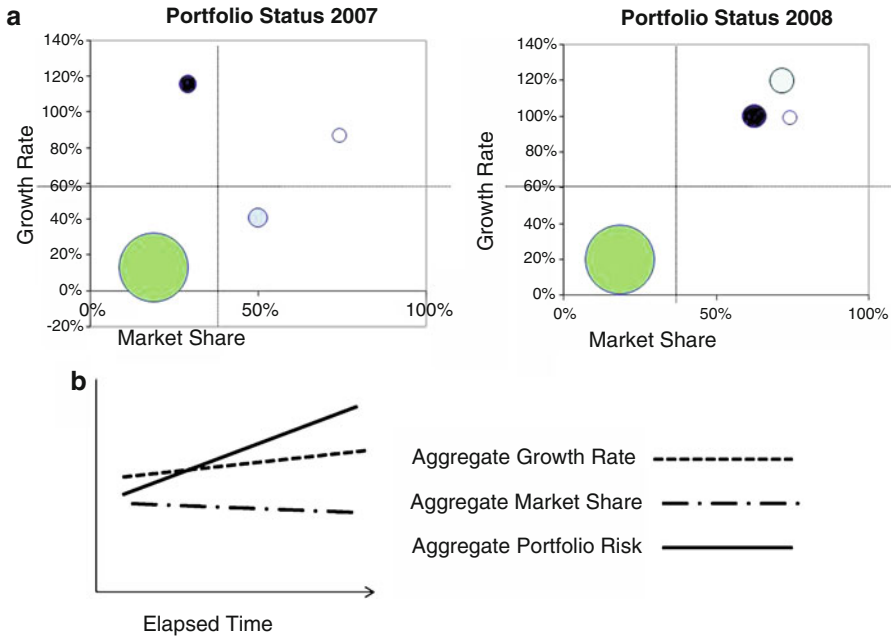 a
Portfolio Status 2007
140%
120%
100%
80%
60%
40%
20%
0%
-20%
0%
50%
100%
Growth Rate
Market Share
Portfolio Status 2008
140%
120%
100%
80%
60%
40%
20%
0%
0%
50%
100%
Growth Rate
Market Share
b
Aggregate Growth Rate
Aggregate Market Share
Aggregate Portfolio Risk
Elapsed Time